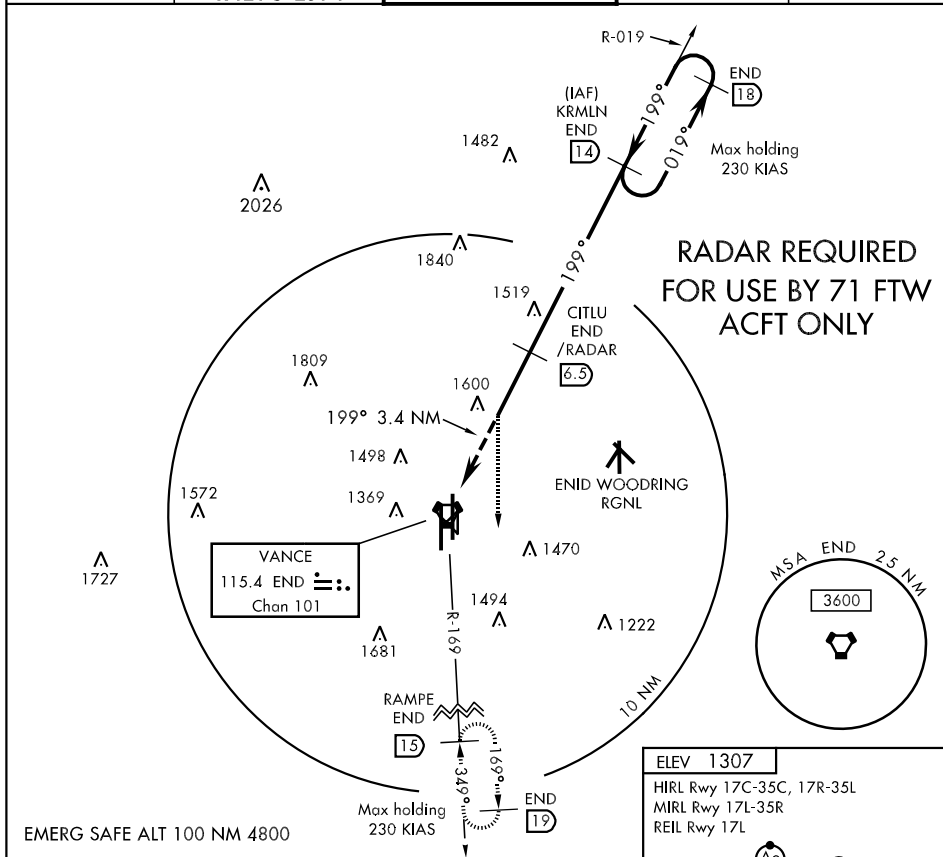 R-019
END
18
(IAF)
KRMLN
END
14
199°
019°
Max holding
230 KIAS
1482
2026
1840
199°
RADAR REQUIRED
FOR USE BY 71 FTW
ACFT ONLY
1519
CITLU
END
/RADAR
6.5
1809
1600
199° 3.4 NM
1498
ENID WOODRING
RGNL
1572
1369
VANCE
115.4 END
Chan 101
1470
1727
MSA END 25 NM
3600
R-169
1494
1222
1681
10 NM
RAMPE
END
15
169°
349°
END
19
Max holding
230 KIAS
EMERG SAFE ALT 100 NM 4800
ELEV 1307
HIRL Rwy 17C-35C, 17R-35L
MIRL Rwy 17L-35R
REIL Rwy 17L